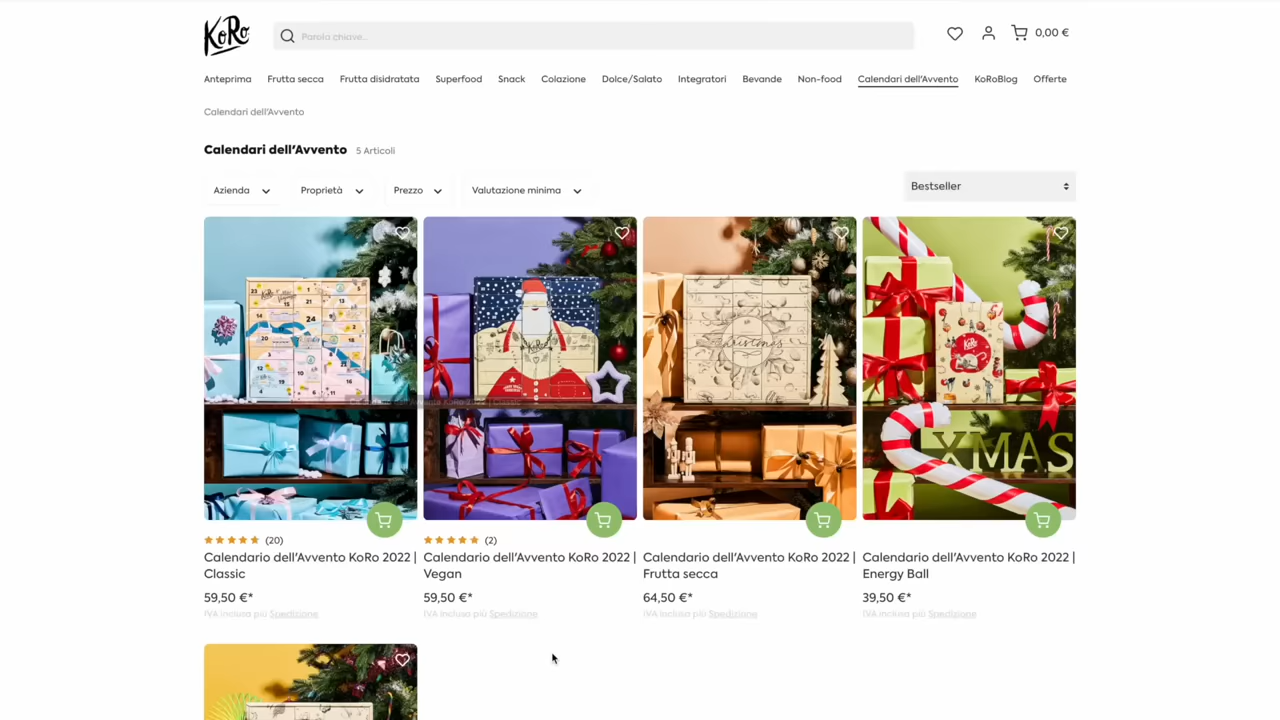 KoRo
Parola chiave...
0,00 €
Anteprima Frutta secca Frutta disidratata Superfood Snack Colazione Dolce/Salato Integratori Bevande Non-food Calendari dell'Avvento KoRoBlog Offerte
Calendari dell'Avvento
Calendari dell'Avvento 5 Articoli
Azienda Proprietà Prezzo Valutazione minima
Bestseller
24
Christmas
XMAS
(20)
Calendario dell'Avvento KoRo 2022 |
Classic
59,50 €*
IVA inclusa più Spedizione
(2)
Calendario dell'Avvento KoRo 2022 |
Vegan
59,50 €*
IVA inclusa più Spedizione
Calendario dell'Avvento KoRo 2022 |
Frutta secca
64,50 €*
IVA inclusa più Spedizione
Calendario dell'Avvento KoRo 2022 |
Energy Ball
39,50 €*
IVA inclusa più Spedizione